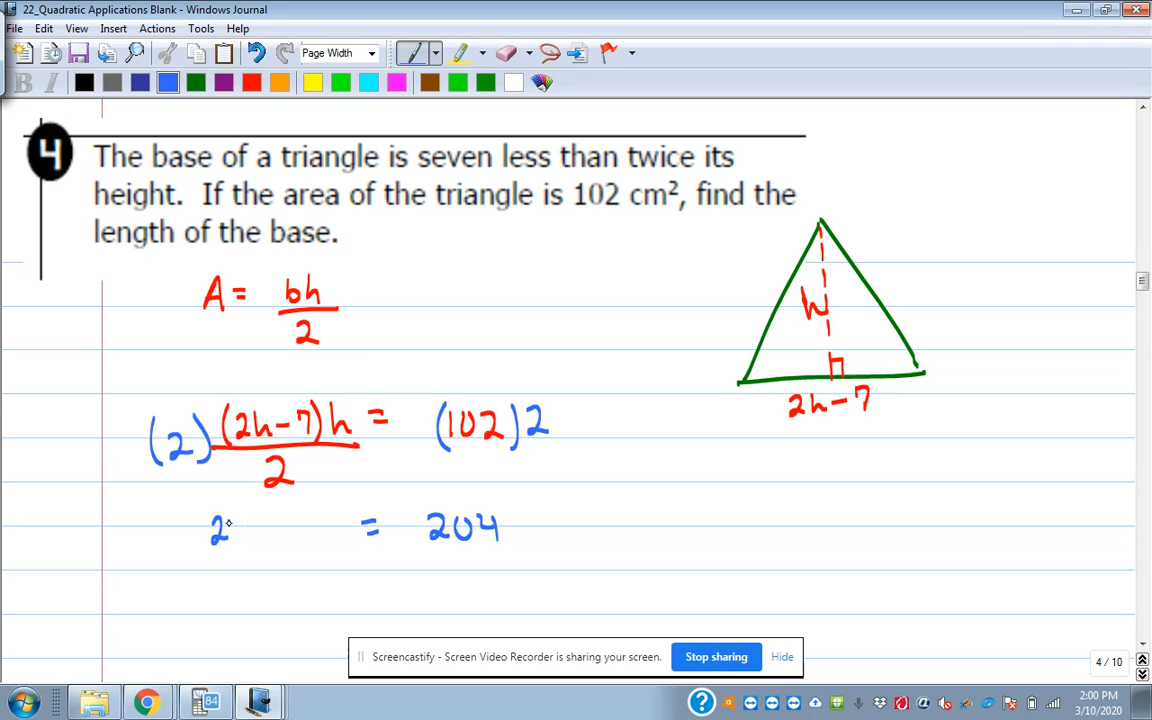 22_Quadratic Applications Blank - Windows Journal
File Edit View Insert Actions Tools Help
Page Width
B I
4 The base of a triangle is seven less than twice its
height. If the area of the triangle is 102 cm², find the
length of the base.
A = bh/2
h
2h-7
(2) (2h-7)h/2 = (102)2
2 = 204
Screencastify - Screen Video Recorder is sharing your screen. Stop sharing Hide
4 / 10
84
2:00 PM
3/10/2020